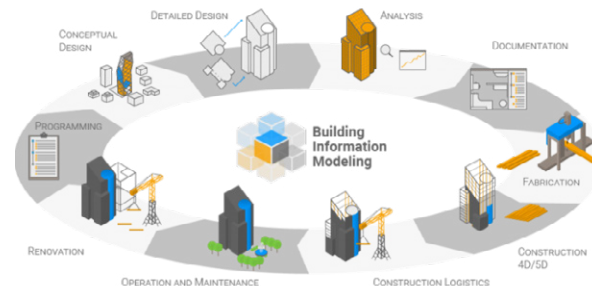 DETAILED DESIGN
ANALYSIS
CONCEPTUAL
DESIGN
DOCUMENTATION
PROGRAMMING
Building
Information
Modeling
FABRICATION
RENOVATION
CONSTRUCTION
4D/5D
OPERATION AND MAINTENANCE
CONSTRUCTION LOGISTICS